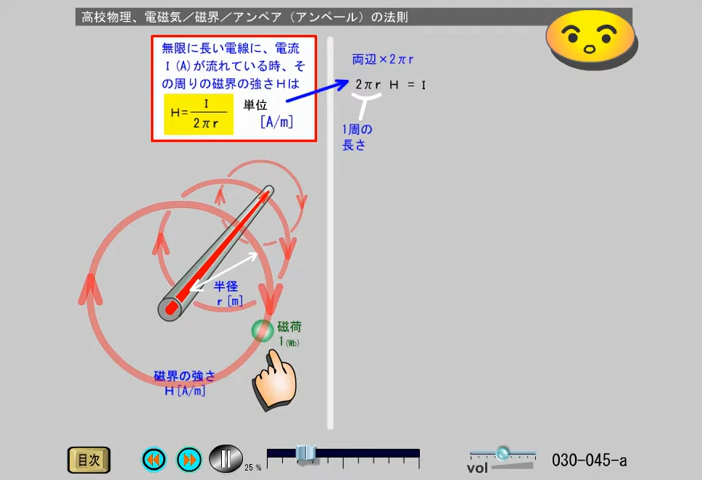 高校物理、電磁気／磁界／アンペア（アンペール）の法則
無限に長い電線に、電流
I(A)が流れている時、そ
の周りの磁界の強さHは
H=I/2πr
単位
[A/m]
両辺×2πr
2πr H = I
1周の
長さ
半径
r[m]
磁荷
1(Wb)
磁界の強さ
H[A/m]
目次
25 %
vol
030-045-a